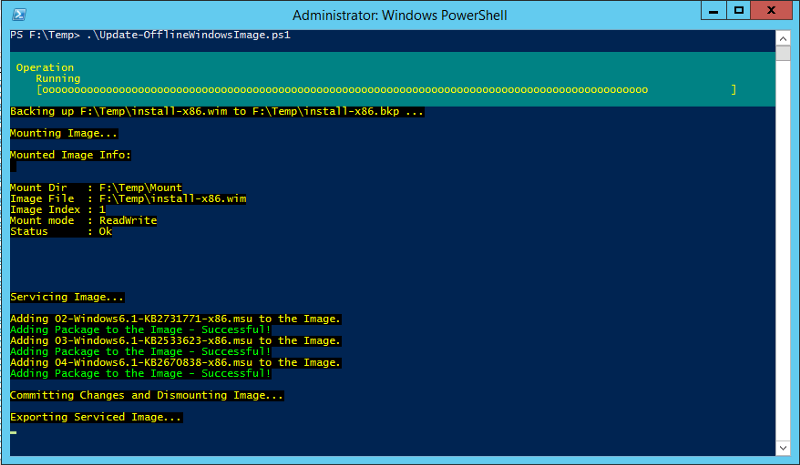 Administrator: Windows PowerShell
PS F:\Temp> .\Update-OfflineWindowsImage.ps1
Operation
Running
[ooooooooooooooooooooooooooooooooooooooooooooooooooooooooooooooooooooooooooooooooooooooooooooooo             ]
Backing up F:\Temp\install-x86.wim to F:\Temp\install-x86.bkp ...
Mounting Image...
Mounted Image Info:
Mount Dir   : F:\Temp\Mount
Image File  : F:\Temp\install-x86.wim
Image Index : 1
Mount mode  : ReadWrite
Status      : Ok
Servicing Image...
Adding 02-Windows6.1-KB2731771-x86.msu to the Image.
Adding Package to the Image - Successful!
Adding 03-Windows6.1-KB2533623-x86.msu to the Image.
Adding Package to the Image - Successful!
Adding 04-Windows6.1-KB2670838-x86.msu to the Image.
Adding Package to the Image - Successful!
Committing Changes and Dismounting Image...
Exporting Serviced Image...